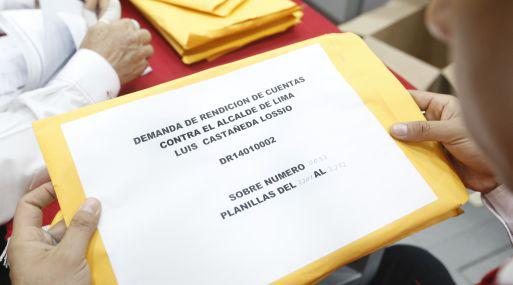 DEMANDA DE RENDICION DE CUENTAS
CONTRA EL ALCALDE DE LIMA
LUIS CASTAÑEDA LOSSIO
DR14010002
SOBRE NUMERO 0033
PLANILLAS DEL AL